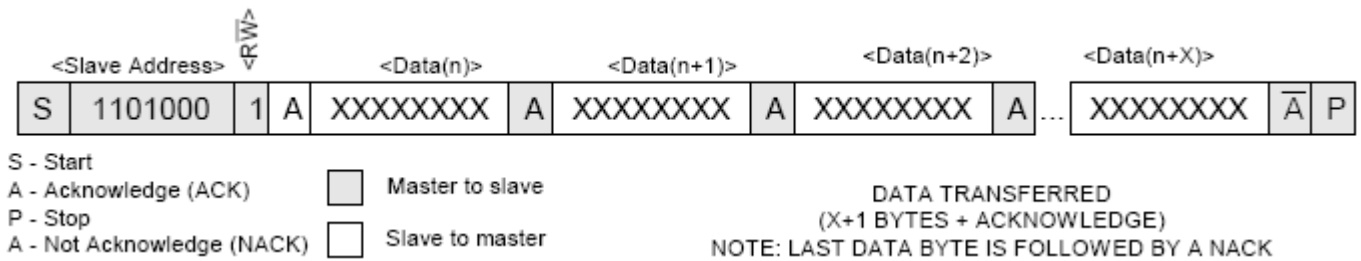 <R/W̅>
<Slave Address> <Data(n)> <Data(n+1)> <Data(n+2)> <Data(n+X)>
S 1101000 1 A XXXXXXXX A XXXXXXXX A XXXXXXXX A ... XXXXXXXX A̅ P
S - Start
A - Acknowledge (ACK)
P - Stop
A - Not Acknowledge (NACK)
Master to slave
Slave to master
DATA TRANSFERRED
(X+1 BYTES + ACKNOWLEDGE)
NOTE: LAST DATA BYTE IS FOLLOWED BY A NACK